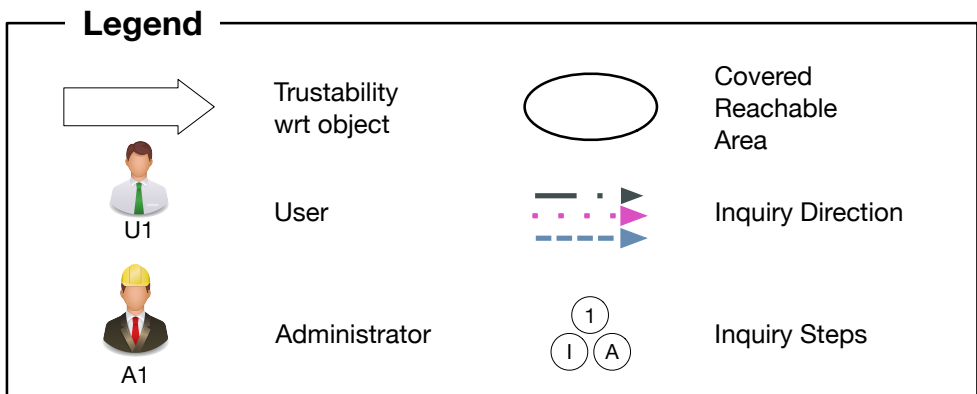 Legend
Trustability
wrt object
Covered
Reachable
Area
U1
User
Inquiry Direction
A1
Administrator
1
I
A
Inquiry Steps